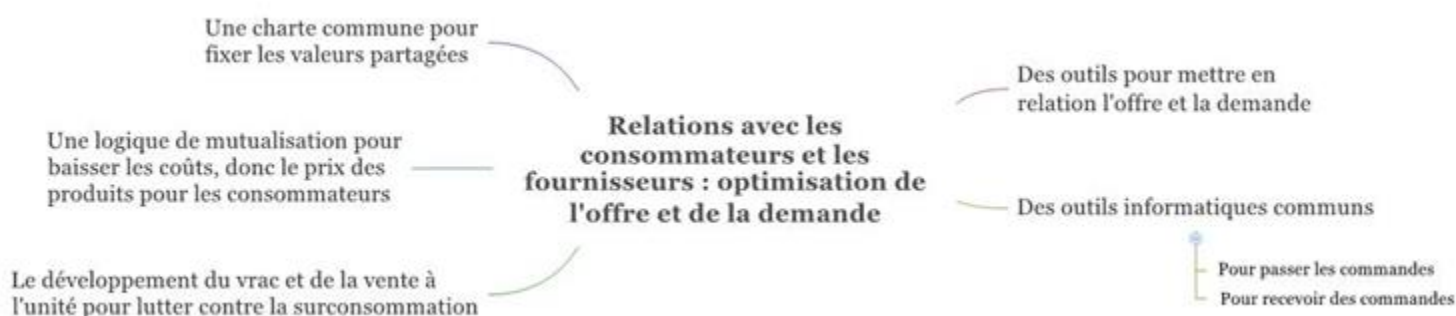 Une charte commune pour
fixer les valeurs partagées
Une logique de mutualisation pour
baisser les coûts, donc le prix des
produits pour les consommateurs
Le développement du vrac et de la vente à
l'unité pour lutter contre la surconsommation
Relations avec les
consommateurs et les
fournisseurs : optimisation de
l'offre et de la demande
Des outils pour mettre en
relation l'offre et la demande
Des outils informatiques communs
Pour passer les commandes
Pour recevoir des commandes